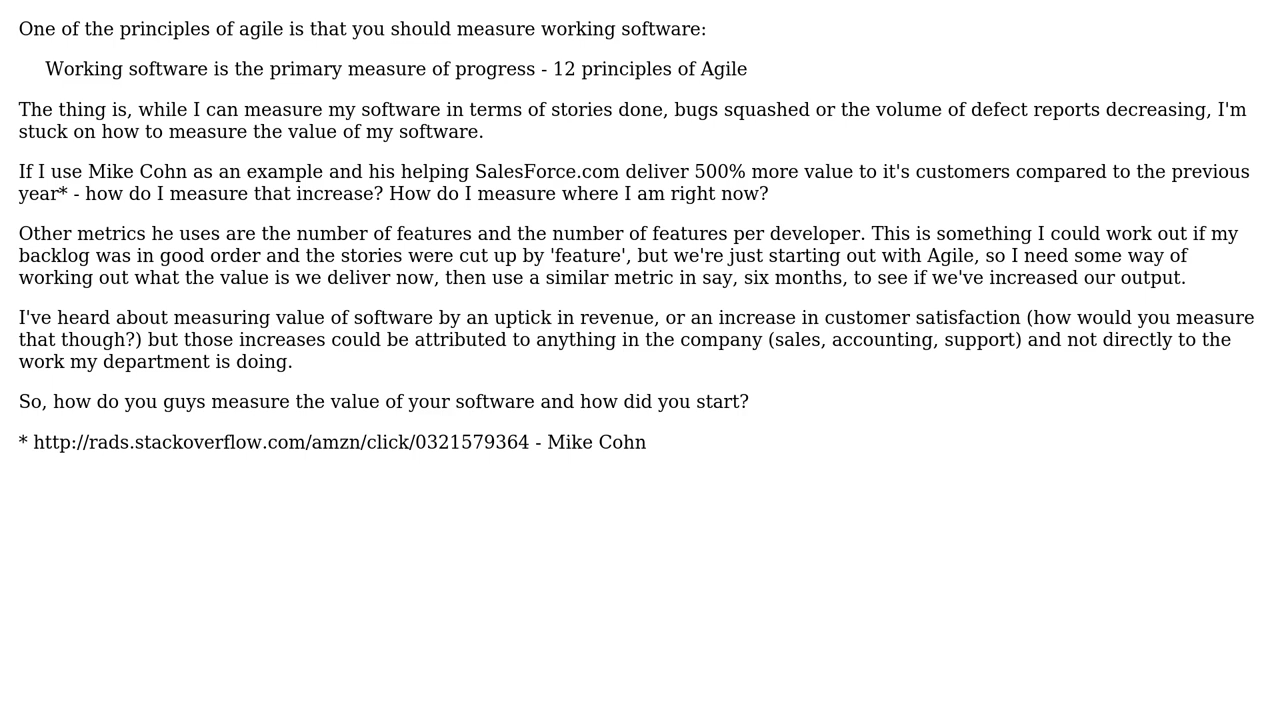 One of the principles of agile is that you should measure working software:
Working software is the primary measure of progress - 12 principles of Agile
The thing is, while I can measure my software in terms of stories done, bugs squashed or the volume of defect reports decreasing, I'm
stuck on how to measure the value of my software.
If I use Mike Cohn as an example and his helping SalesForce.com deliver 500% more value to it's customers compared to the previous
year* - how do I measure that increase? How do I measure where I am right now?
Other metrics he uses are the number of features and the number of features per developer. This is something I could work out if my
backlog was in good order and the stories were cut up by 'feature', but we're just starting out with Agile, so I need some way of
working out what the value is we deliver now, then use a similar metric in say, six months, to see if we've increased our output.
I've heard about measuring value of software by an uptick in revenue, or an increase in customer satisfaction (how would you measure
that though?) but those increases could be attributed to anything in the company (sales, accounting, support) and not directly to the
work my department is doing.
So, how do you guys measure the value of your software and how did you start?
* http://rads.stackoverflow.com/amzn/click/0321579364 - Mike Cohn